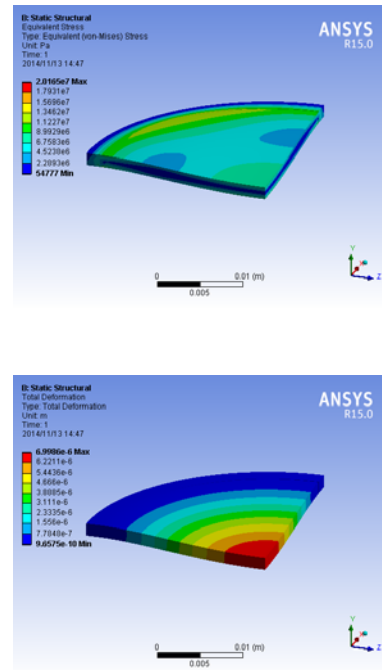 B: Static Structural
Equivalent Stress
Type: Equivalent (von-Mises) Stress
Unit: Pa
Time: 1
2014/11/13 14:47
2.0165e7 Max
1.7931e7
1.5696e7
1.3462e7
1.1227e7
8.9929e6
6.7583e6
4.5238e6
2.2893e6
54777 Min
ANSYS
R15.0
0
0.01 (m)
0.005
Y
X
Z
B: Static Structural
Total Deformation
Type: Total Deformation
Unit: m
Time: 1
2014/11/13 14:47
6.9986e-6 Max
6.2211e-6
5.4436e-6
4.666e-6
3.8885e-6
3.111e-6
2.3335e-6
1.556e-6
7.7848e-7
9.6575e-10 Min
ANSYS
R15.0
0
0.01 (m)
0.005
Y
X
Z